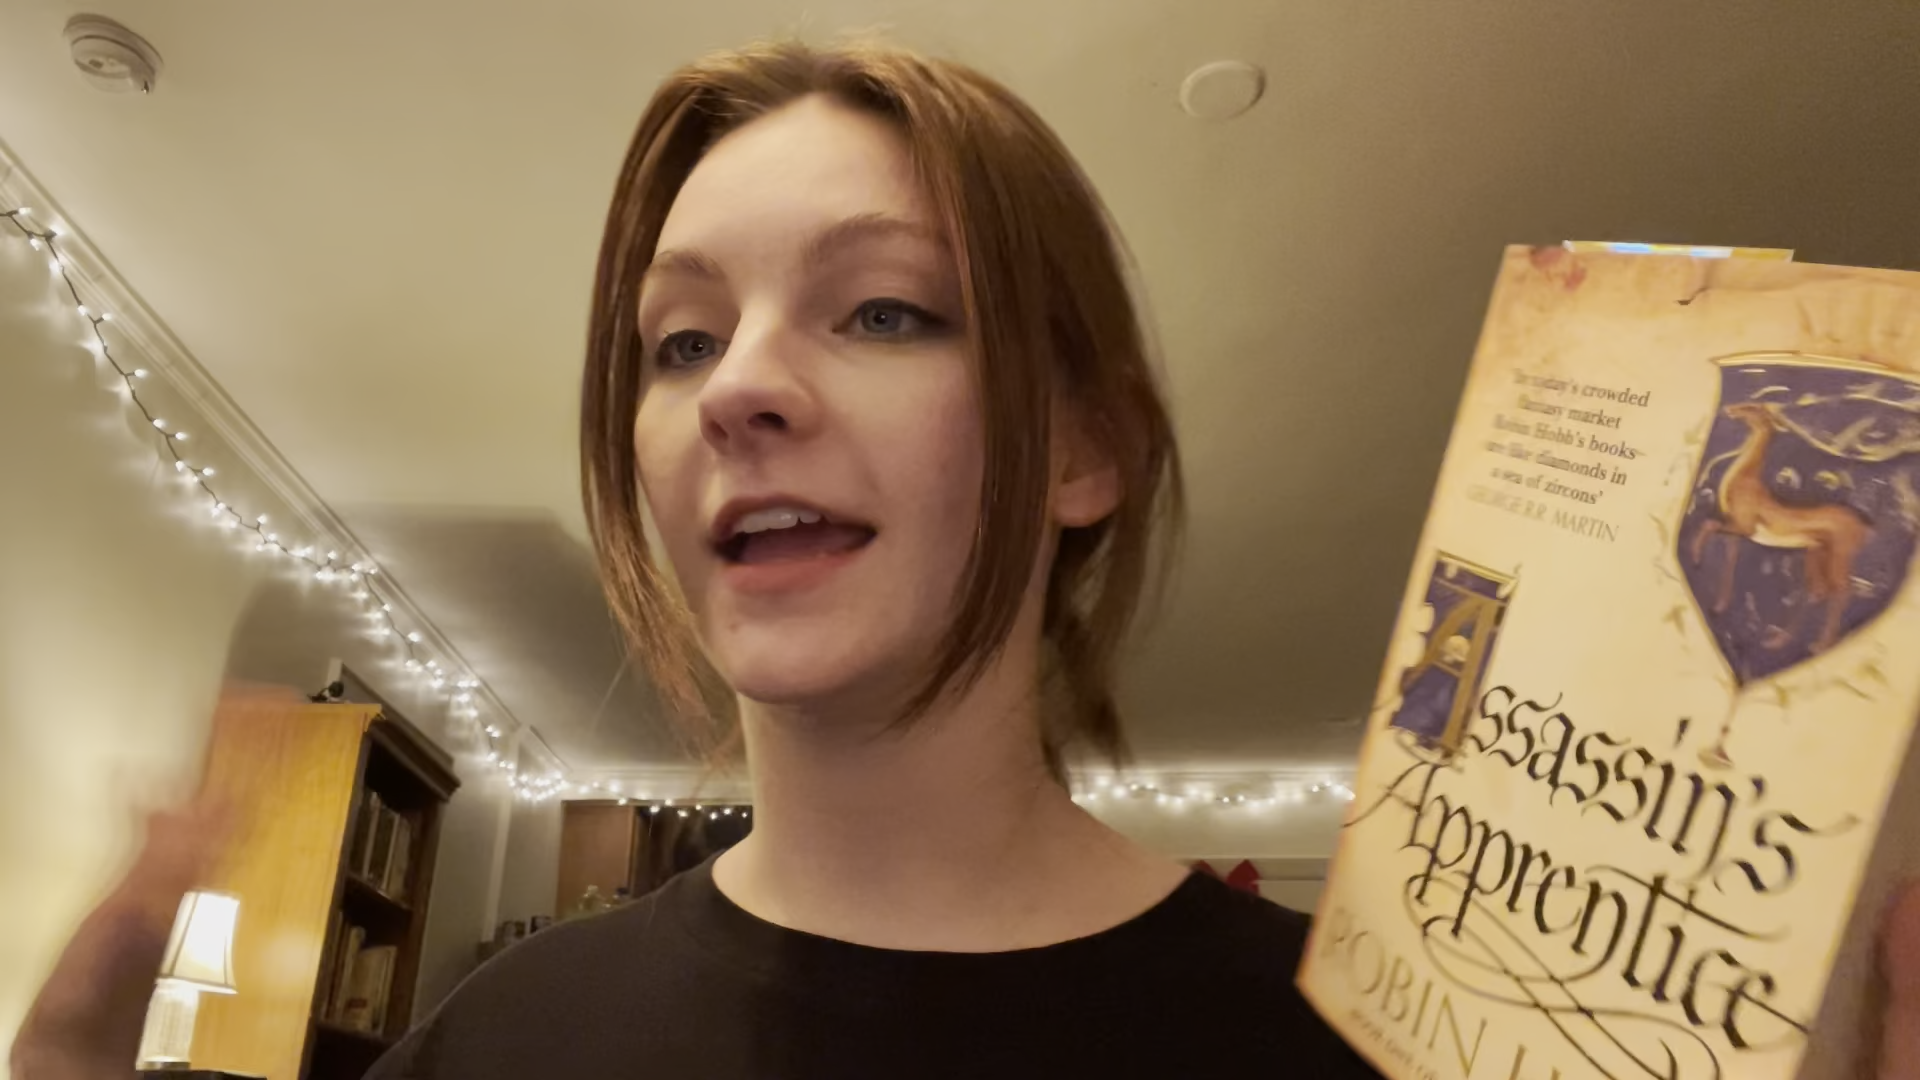 'In today's crowded
fantasy market
Robin Hobb's books
are like diamonds in
a sea of zircons'
GEORGE R.R. MARTIN
Assassin's
Apprentice
ROBIN